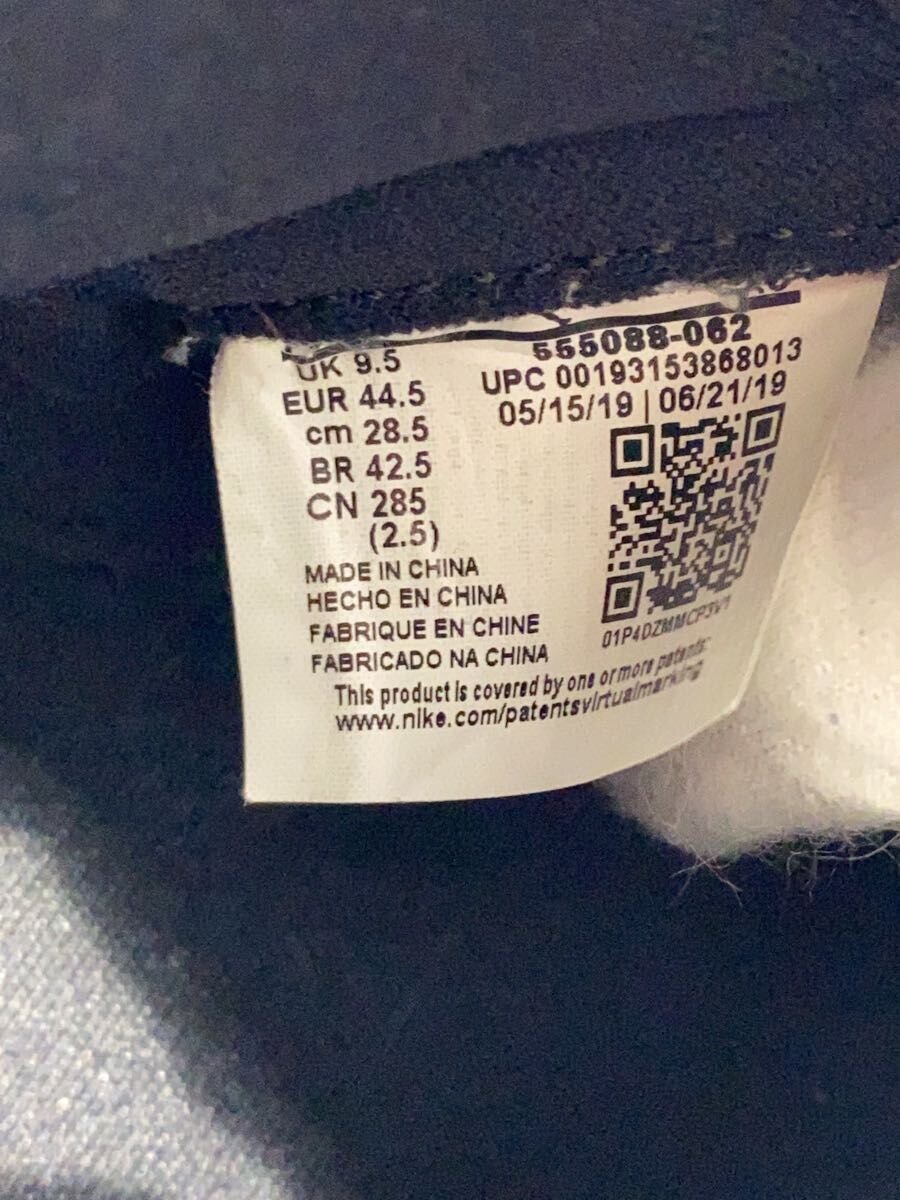 UK 9.5
EUR 44.5
cm 28.5
BR 42.5
CN 285
(2.5)
555088-062
UPC 00193153868013
05/15/19 | 06/21/19
01P4DZMMCP3V1
MADE IN CHINA
HECHO EN CHINA
FABRIQUE EN CHINE
FABRICADO NA CHINA
This product is covered by one or more patents:
www.nike.com/patentsvirtualmarking